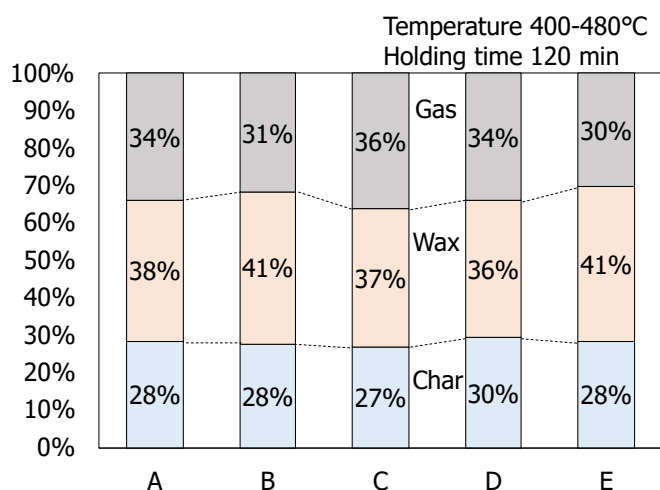 Temperature 400-480°C
Holding time 120 min
100%
90%
80%
70%
60%
50%
40%
30%
20%
10%
0%
Gas
34%
31%
36%
34%
30%
Wax
38%
41%
37%
36%
41%
Char
28%
28%
27%
30%
28%
A
B
C
D
E